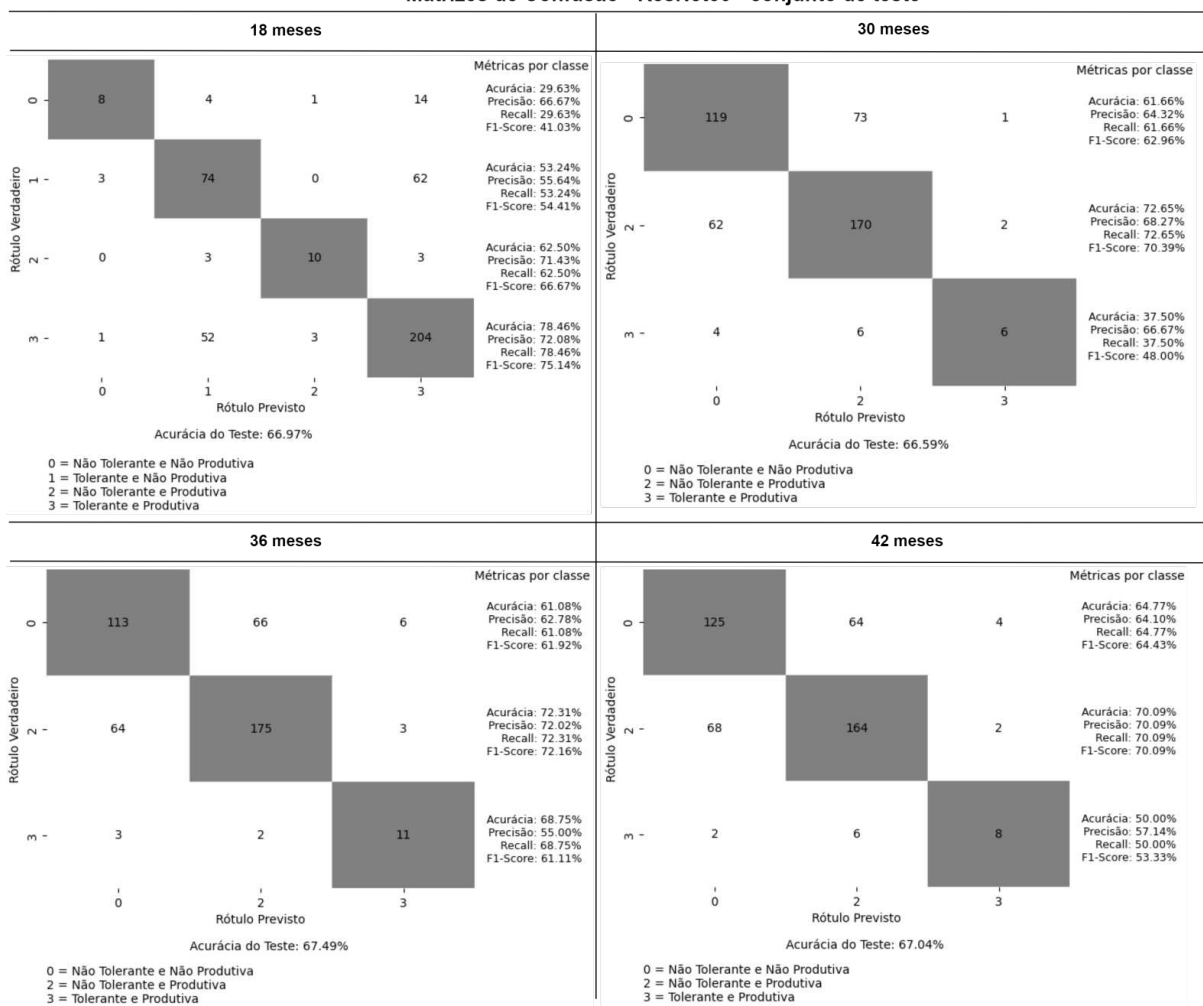 18 meses
30 meses
Métricas por classe
0 8 4 1 14
Acurácia: 29.63%
Precisão: 66.67%
Recall: 29.63%
F1-Score: 41.03%
1 3 74 0 62
Acurácia: 53.24%
Precisão: 55.64%
Recall: 53.24%
F1-Score: 54.41%
Rótulo Verdadeiro
2 0 3 10 3
Acurácia: 62.50%
Precisão: 71.43%
Recall: 62.50%
F1-Score: 66.67%
3 1 52 3 204
Acurácia: 78.46%
Precisão: 72.08%
Recall: 78.46%
F1-Score: 75.14%
0 1 2 3
Rótulo Previsto
Acurácia do Teste: 66.97%
0 = Não Tolerante e Não Produtiva
1 = Tolerante e Não Produtiva
2 = Não Tolerante e Produtiva
3 = Tolerante e Produtiva
Métricas por classe
0 119 73 1
Acurácia: 61.66%
Precisão: 64.32%
Recall: 61.66%
F1-Score: 62.96%
Rótulo Verdadeiro
2 62 170 2
Acurácia: 72.65%
Precisão: 68.27%
Recall: 72.65%
F1-Score: 70.39%
3 4 6 6
Acurácia: 37.50%
Precisão: 66.67%
Recall: 37.50%
F1-Score: 48.00%
0 2 3
Rótulo Previsto
Acurácia do Teste: 66.59%
0 = Não Tolerante e Não Produtiva
2 = Não Tolerante e Produtiva
3 = Tolerante e Produtiva
36 meses
42 meses
Métricas por classe
0 113 66 6
Acurácia: 61.08%
Precisão: 62.78%
Recall: 61.08%
F1-Score: 61.92%
Rótulo Verdadeiro
2 64 175 3
Acurácia: 72.31%
Precisão: 72.02%
Recall: 72.31%
F1-Score: 72.16%
3 3 2 11
Acurácia: 68.75%
Precisão: 55.00%
Recall: 68.75%
F1-Score: 61.11%
0 2 3
Rótulo Previsto
Acurácia do Teste: 67.49%
0 = Não Tolerante e Não Produtiva
2 = Não Tolerante e Produtiva
3 = Tolerante e Produtiva
Métricas por classe
0 125 64 4
Acurácia: 64.77%
Precisão: 64.10%
Recall: 64.77%
F1-Score: 64.43%
Rótulo Verdadeiro
2 68 164 2
Acurácia: 70.09%
Precisão: 70.09%
Recall: 70.09%
F1-Score: 70.09%
3 2 6 8
Acurácia: 50.00%
Precisão: 57.14%
Recall: 50.00%
F1-Score: 53.33%
0 2 3
Rótulo Previsto
Acurácia do Teste: 67.04%
0 = Não Tolerante e Não Produtiva
2 = Não Tolerante e Produtiva
3 = Tolerante e Produtiva